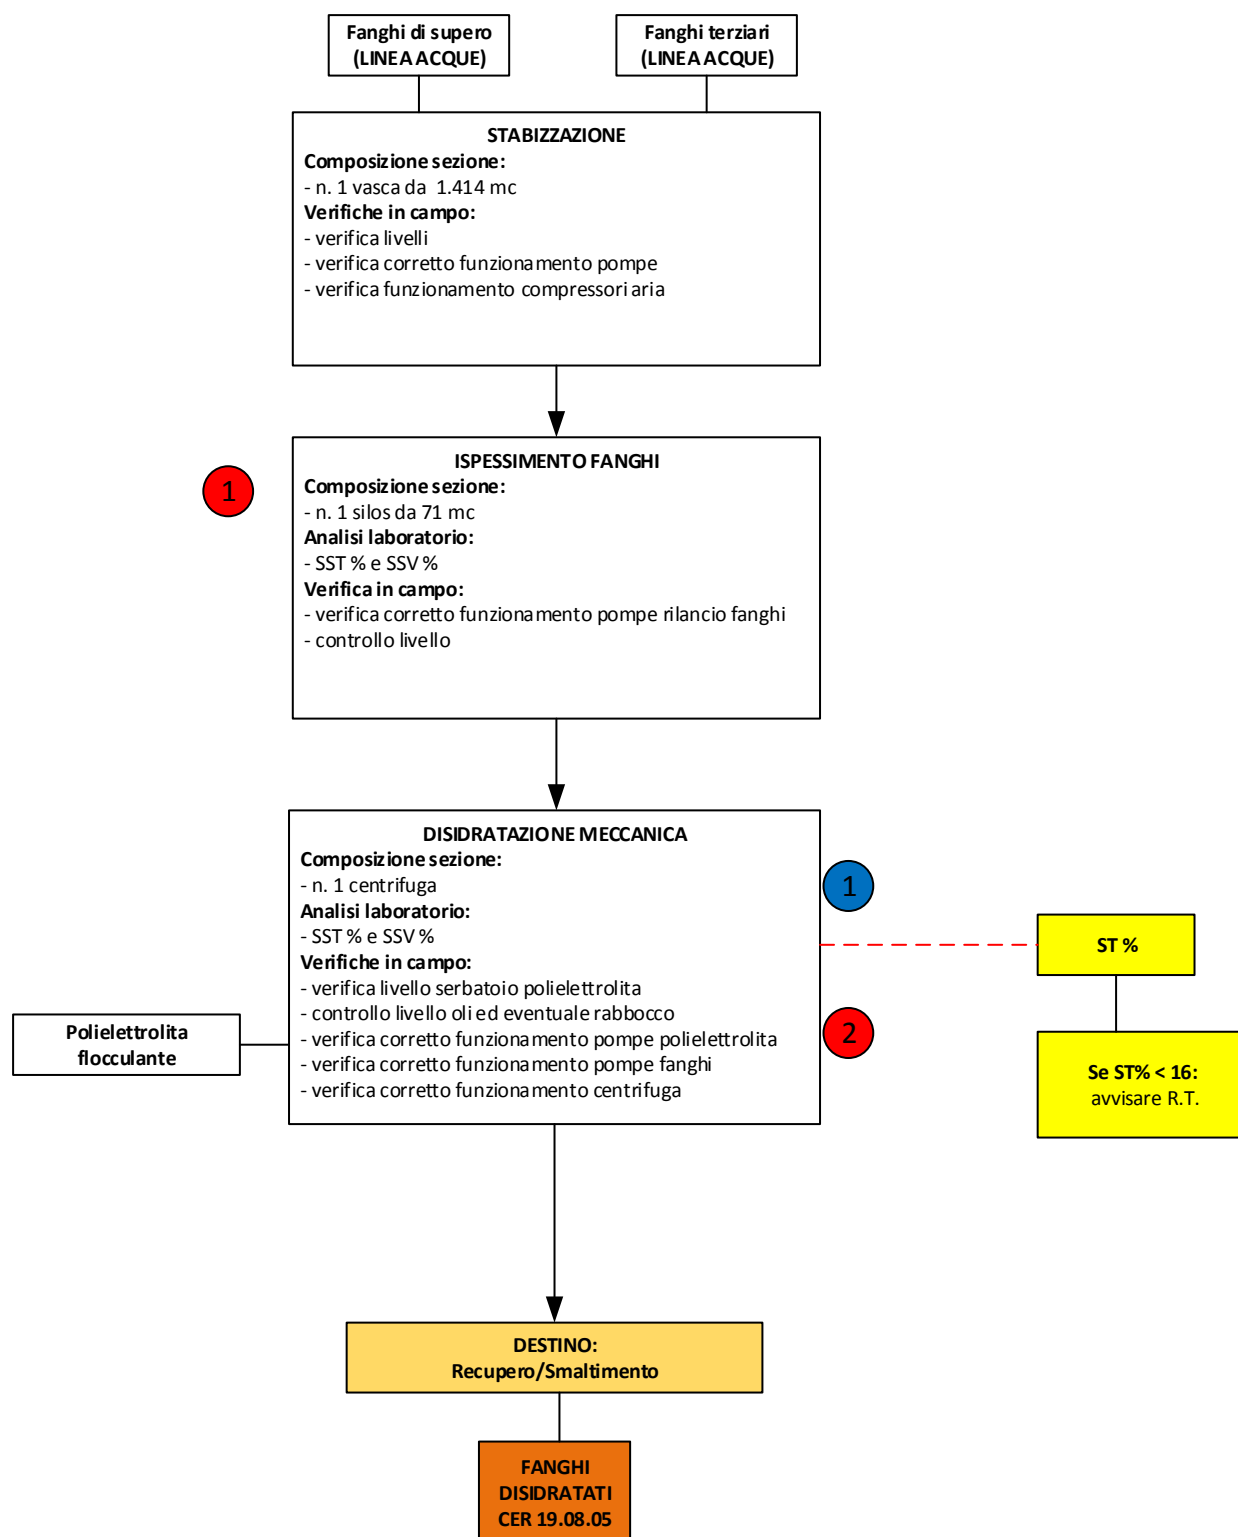 Fanghi di supero
(LINEA ACQUE)
Fanghi terziari
(LINEA ACQUE)
STABIZZAZIONE
Composizione sezione:
- n. 1 vasca da 1.414 mc
Verifiche in campo:
- verifica livelli
- verifica corretto funzionamento pompe
- verifica funzionamento compressori aria
1
ISPESSIMENTO FANGHI
Composizione sezione:
- n. 1 silos da 71 mc
Analisi laboratorio:
- SST % e SSV %
Verifica in campo:
- verifica corretto funzionamento pompe rilancio fanghi
- controllo livello
DISIDRATAZIONE MECCANICA
Composizione sezione:
- n. 1 centrifuga
Analisi laboratorio:
- SST % e SSV %
Verifiche in campo:
- verifica livello serbatoio polielettrolita
- controllo livello oli ed eventuale rabbocco
- verifica corretto funzionamento pompe polielettrolita
- verifica corretto funzionamento pompe fanghi
- verifica corretto funzionamento centrifuga
1
ST %
2
Se ST% < 16:
avvisare R.T.
Polielettrolita
flocculante
DESTINO:
Recupero/Smaltimento
FANGHI
DISIDRATATI
CER 19.08.05